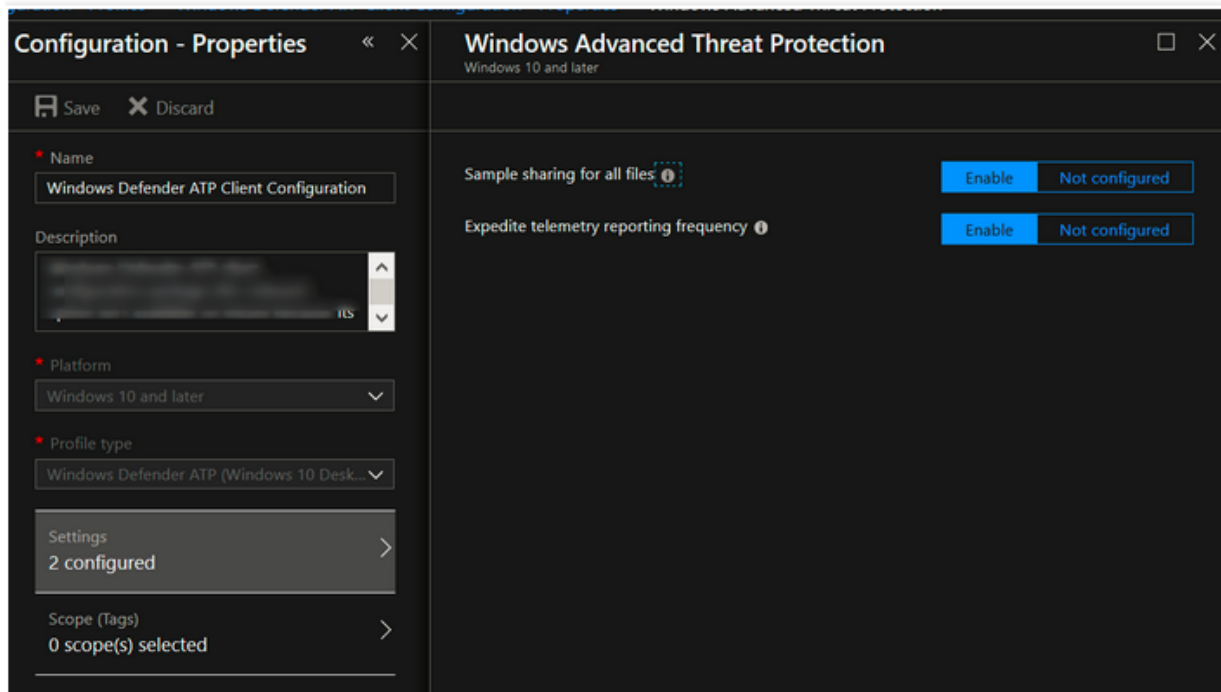 Configuration - Properties
Save Discard
* Name
Windows Defender ATP Client Configuration
Description
its
* Platform
Windows 10 and later
* Profile type
Windows Defender ATP (Windows 10 Desk...
Settings
2 configured
Scope (Tags)
0 scope(s) selected
Windows Advanced Threat Protection
Windows 10 and later
Sample sharing for all files Enable Not configured
Expedite telemetry reporting frequency Enable Not configured